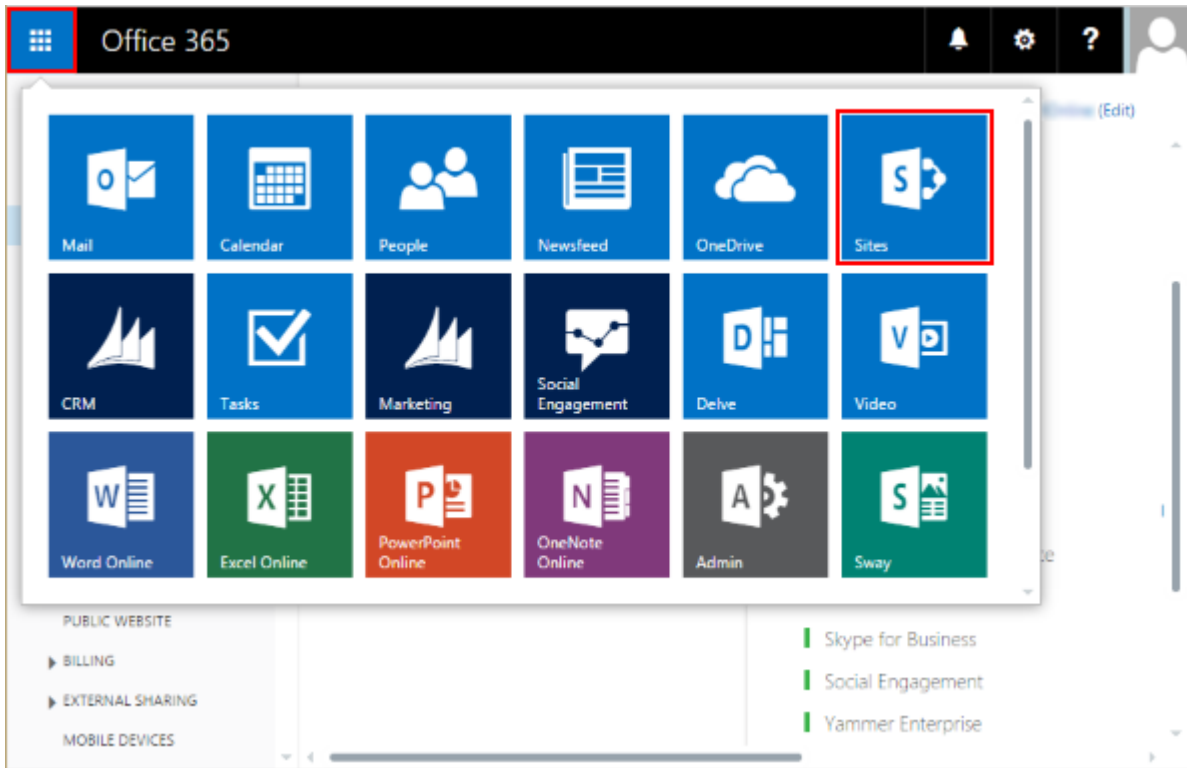 Office 365
?
(Edit)
Mail
Calendar
People
Newsfeed
OneDrive
Sites
CRM
Tasks
Marketing
Social
Engagement
Delve
Video
Word Online
Excel Online
PowerPoint
Online
OneNote
Online
Admin
Sway
PUBLIC WEBSITE
BILLING
EXTERNAL SHARING
MOBILE DEVICES
Skype for Business
Social Engagement
Yammer Enterprise